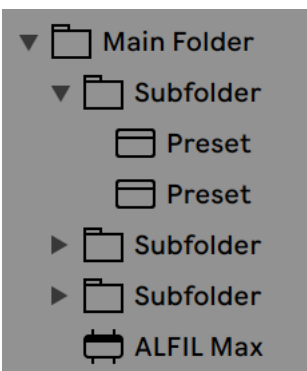 Main Folder
Subfolder
Preset
Preset
Subfolder
Subfolder
ALFIL Max